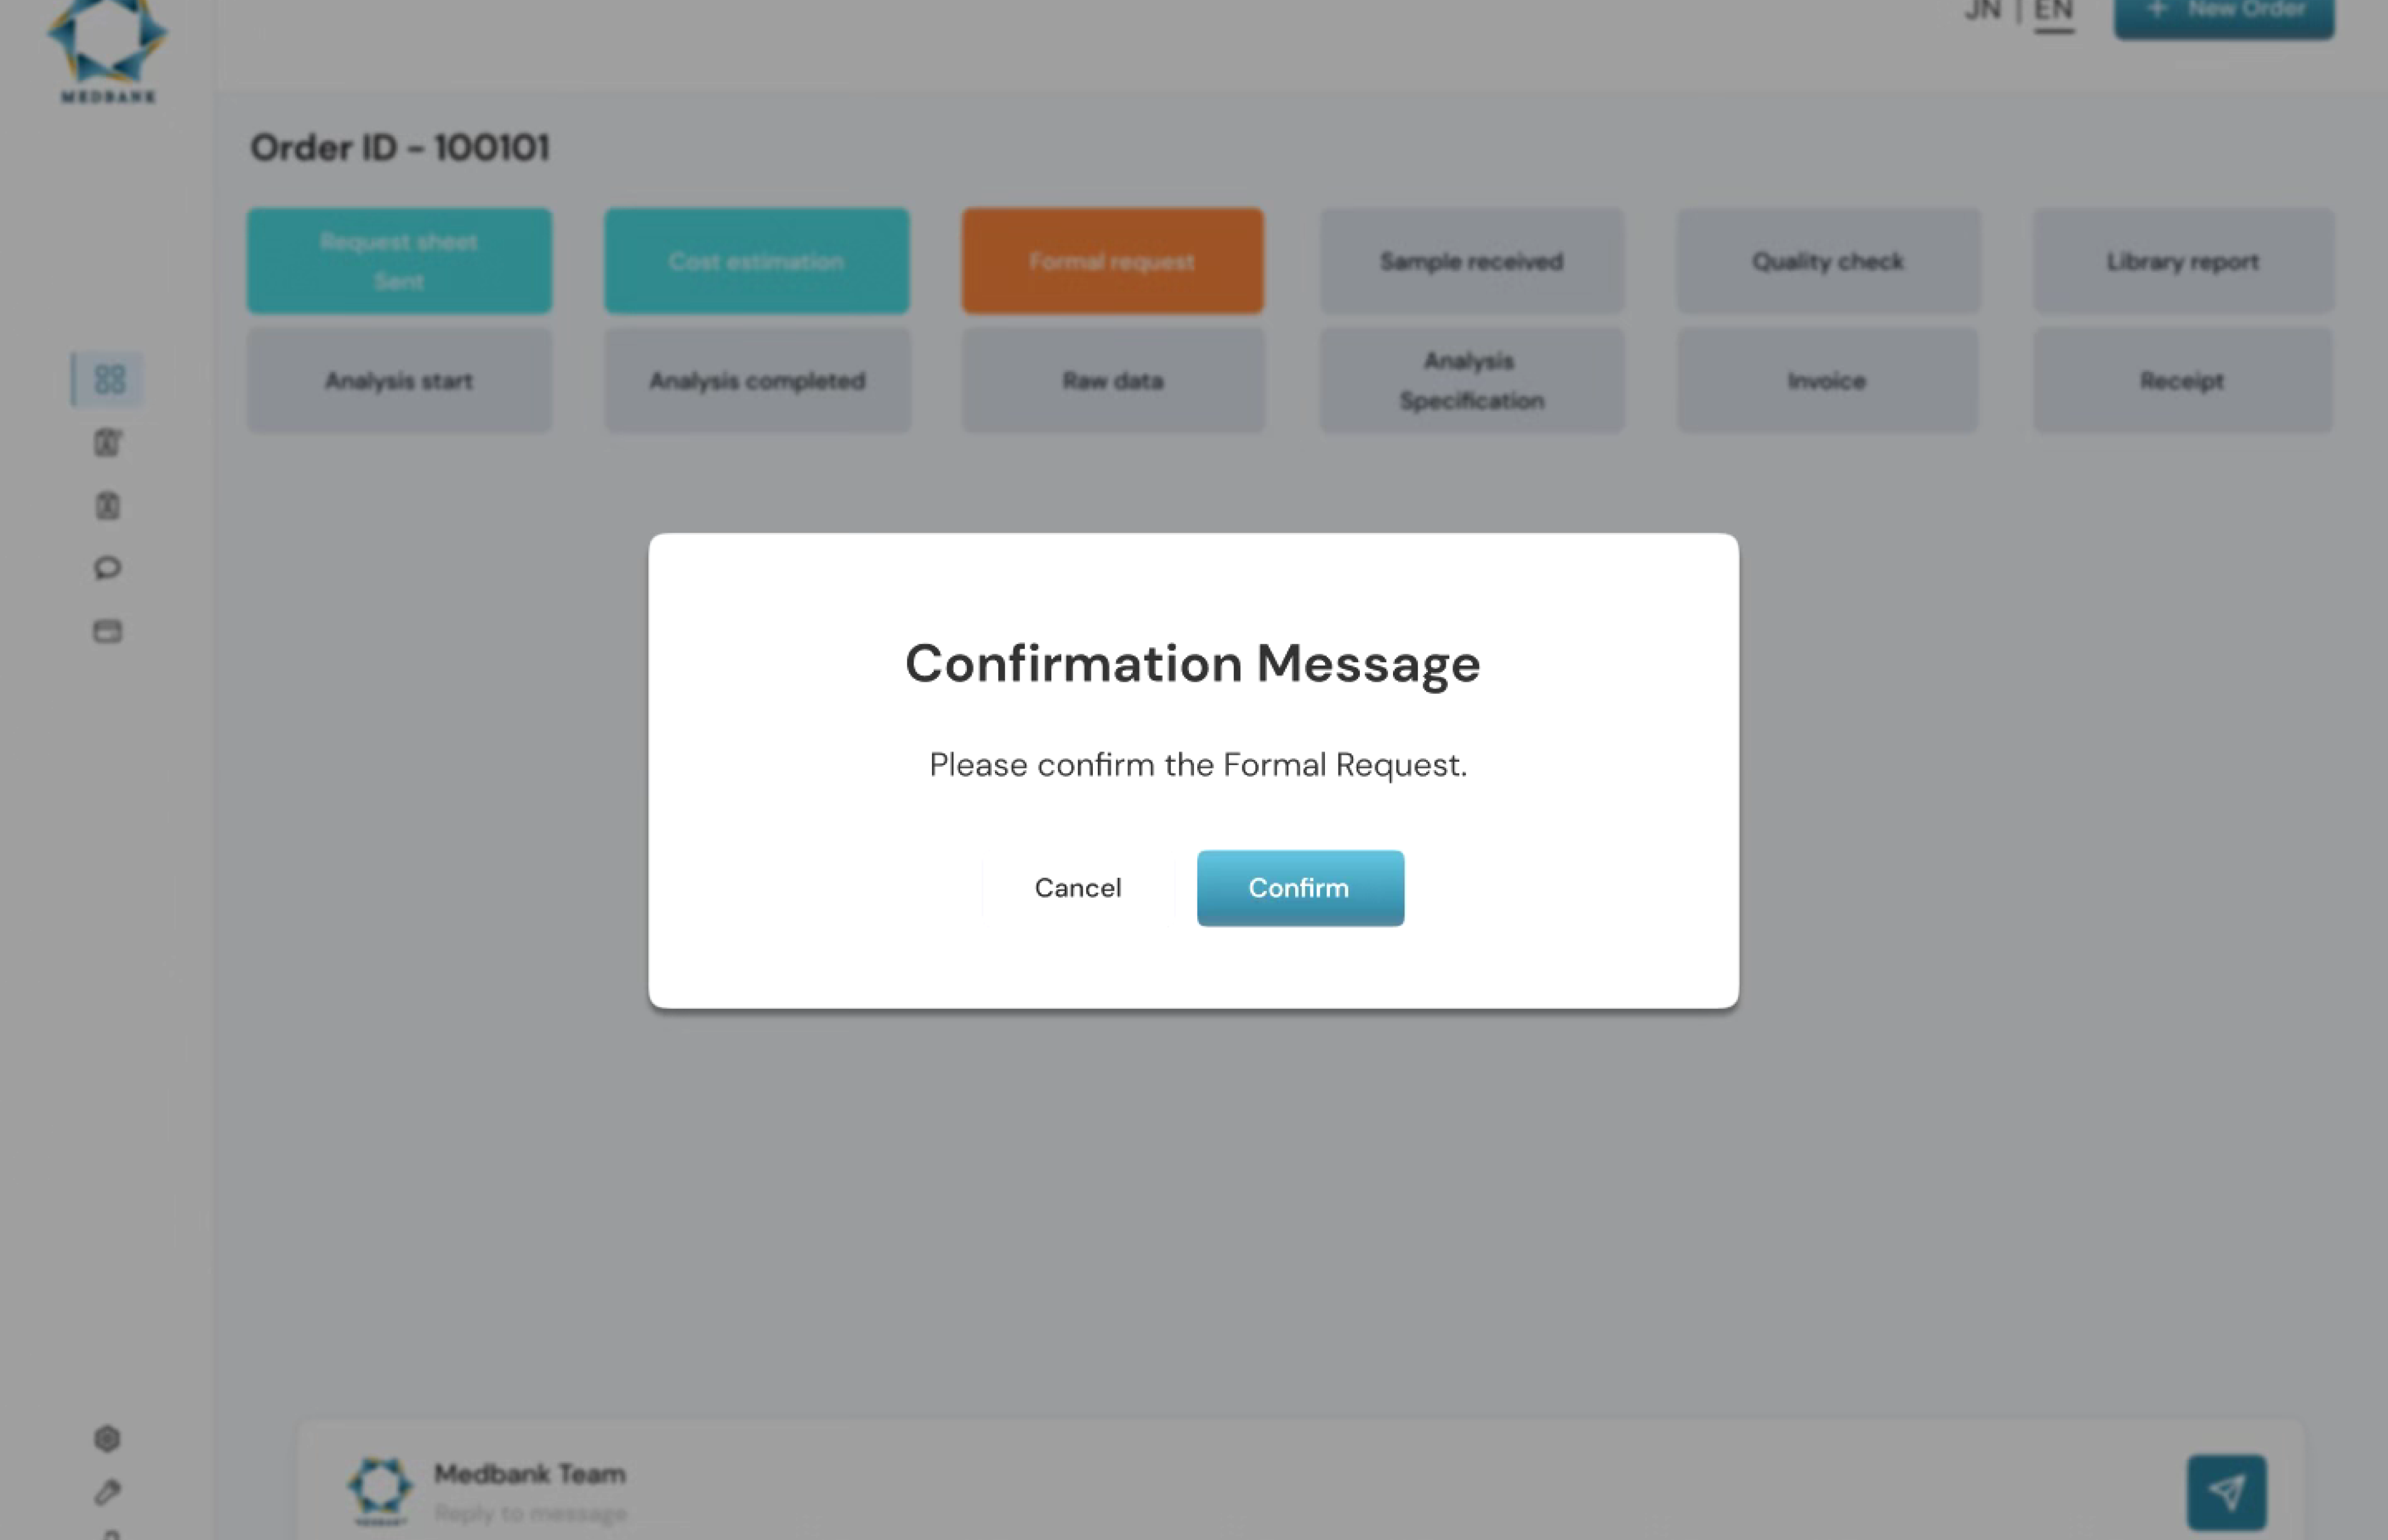 MEDBANK
JN | EN
+ New Order
Order ID - 100101
Request sheet
Sent
Cost estimation
Formal request
Sample received
Quality check
Library report
Analysis start
Analysis completed
Raw data
Analysis
Specification
Invoice
Receipt
Confirmation Message
Please confirm the Formal Request.
Cancel
Confirm
Medbank Team
Reply to message